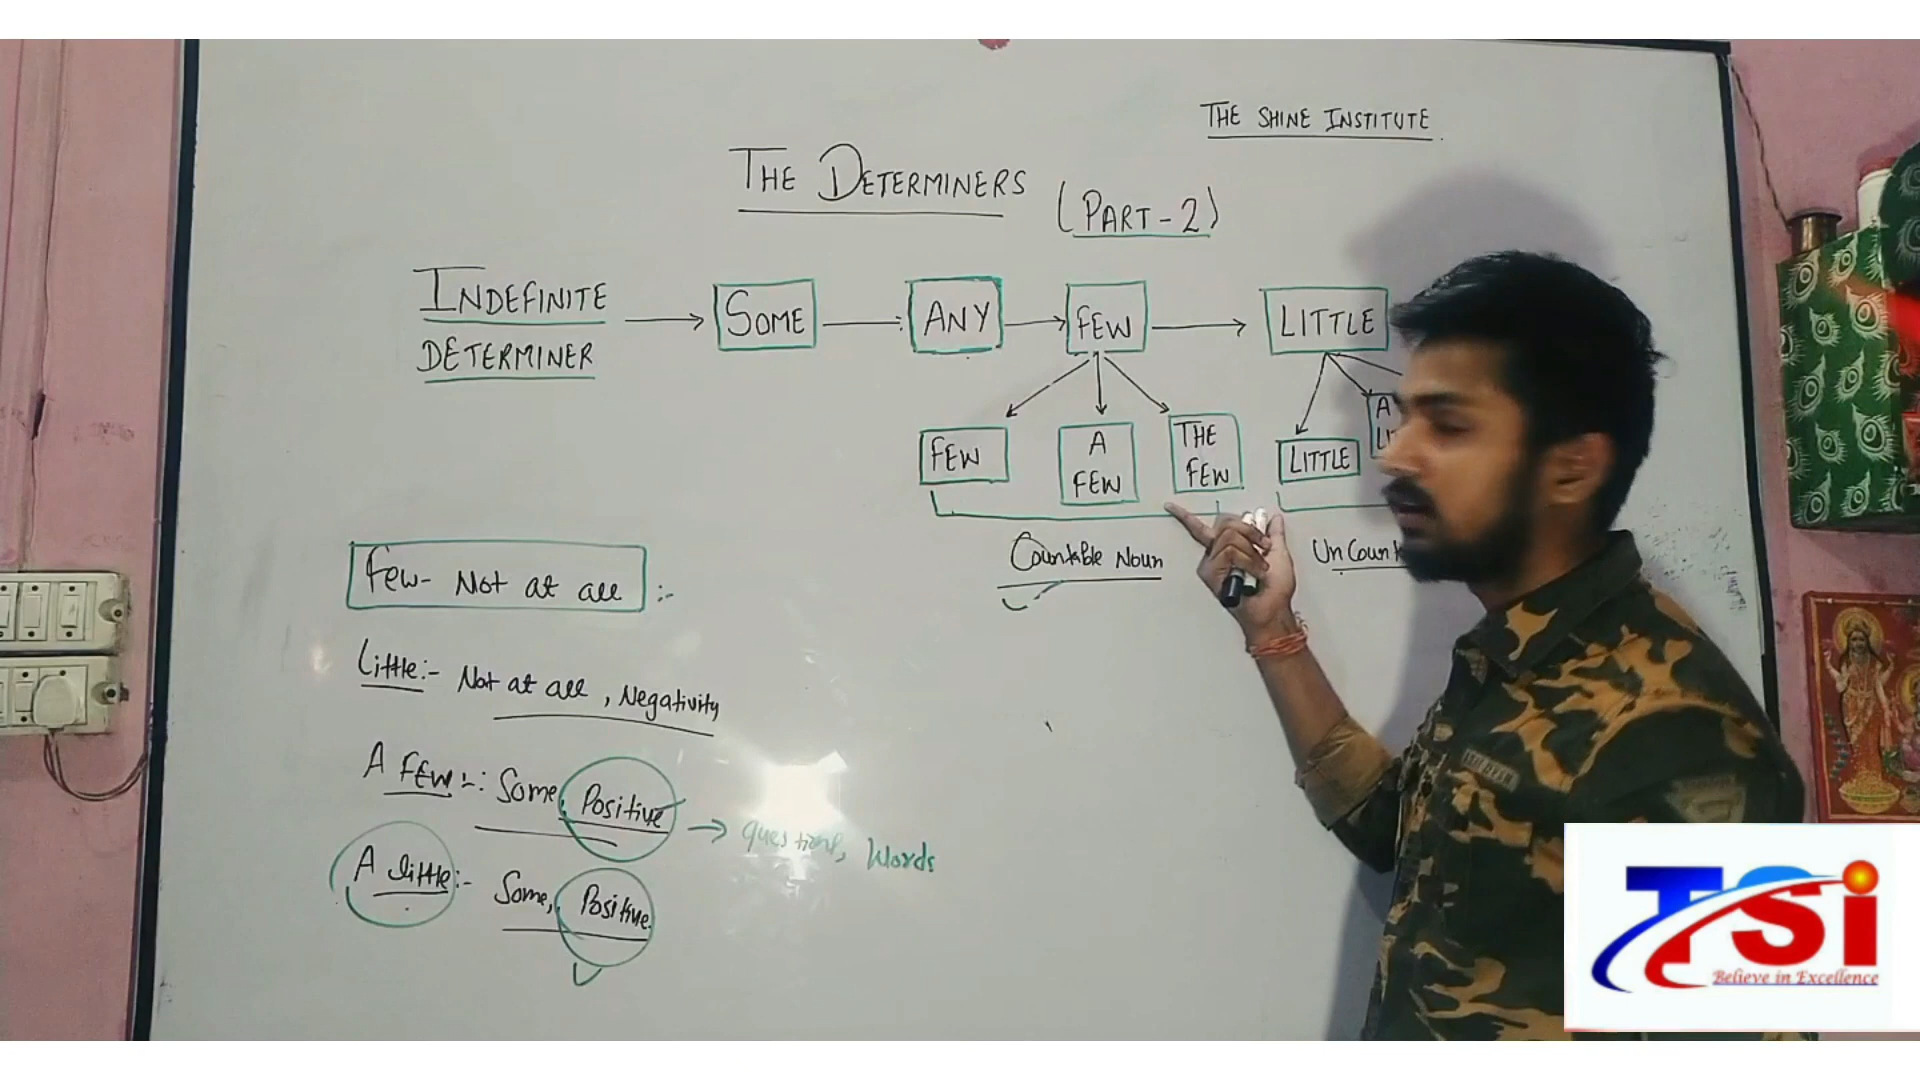 THE SHINE INSTITUTE
THE DETERMINERS
(PART-2)
INDEFINITE
DETERMINER
SOME
ANY
FEW
LITTLE
FEW
A
FEW
THE
FEW
LITTLE
A
Countable Noun
Few- Not at all :-
Little:- Not at all, Negativity
A FEW :-: Some, Positive
→ questions, Words
A little:- Some, Positive.
TSi
Believe in Excellence